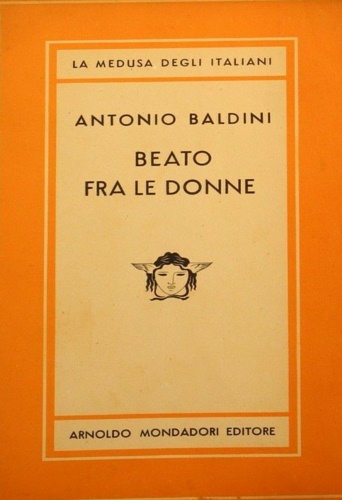 LA MEDUSA DEGLI ITALIANI
ANTONIO BALDINI
BEATO
FRA LE DONNE
ARNOLDO MONDADORI EDITORE